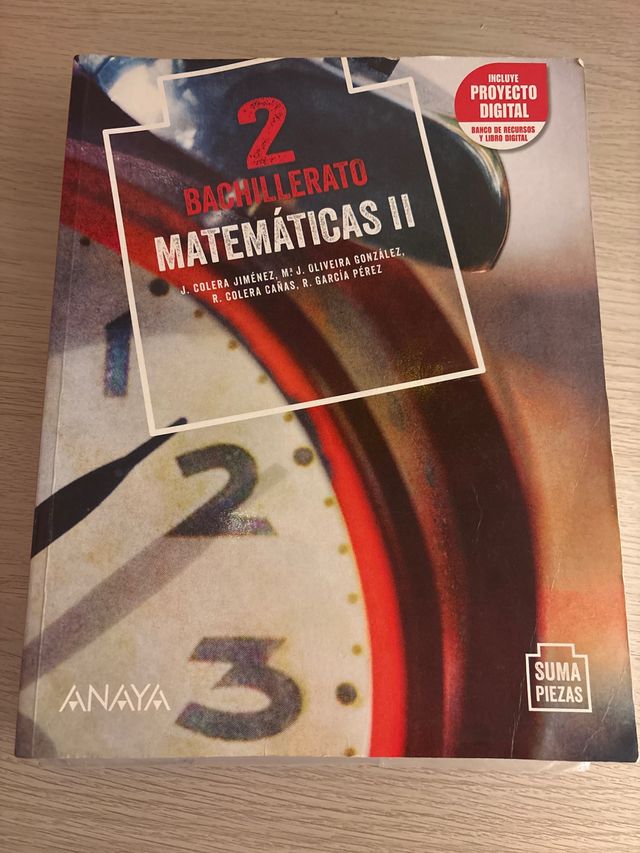 INCLUYE
PROYECTO
DIGITAL
BANCO DE RECURSOS
Y LIBRO DIGITAL
2
BACHILLERATO
MATEMÁTICAS II
J. COLERA JIMÉNEZ, Mª J. OLIVEIRA GONZÁLEZ,
R. COLERA CAÑAS, R. GARCÍA PÉREZ
1
2
3
ANAYA
SUMA
PIEZAS